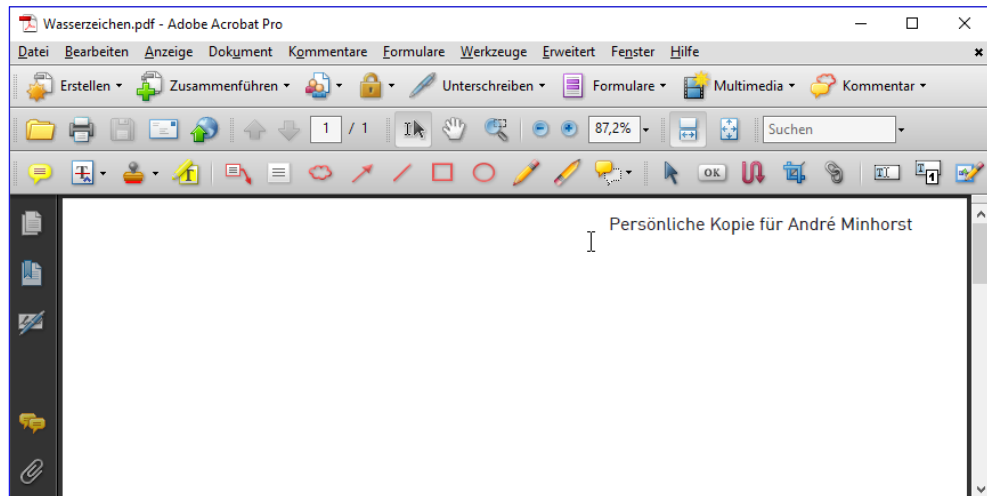 Wasserzeichen.pdf - Adobe Acrobat Pro
Datei Bearbeiten Anzeige Dokument Kommentare Formulare Werkzeuge Erweitert Fenster Hilfe
Erstellen Zusammenführen Unterschreiben Formulare Multimedia Kommentar
1 / 1 87,2% Suchen
T T OK T T 1
Persönliche Kopie für André Minhorst